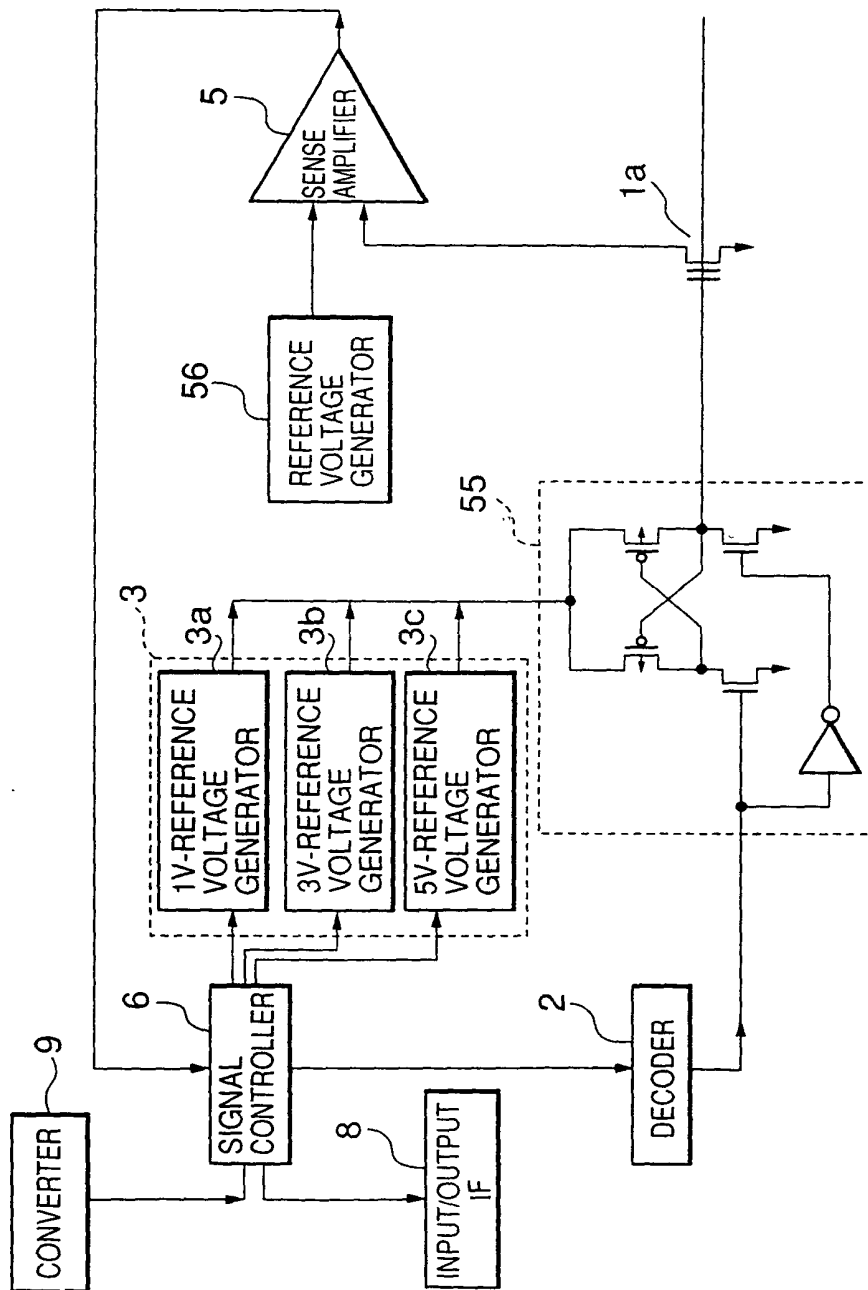 9
CONVERTER
6
SIGNAL
CONTROLLER
8
INPUT/OUTPUT
IF
2
DECODER
3
3a
1V-REFERENCE
VOLTAGE
GENERATOR
3b
3V-REFERENCE
VOLTAGE
GENERATOR
3c
5V-REFERENCE
VOLTAGE
GENERATOR
55
56
REFERENCE
VOLTAGE
GENERATOR
5
SENSE
AMPLIFIER
1a